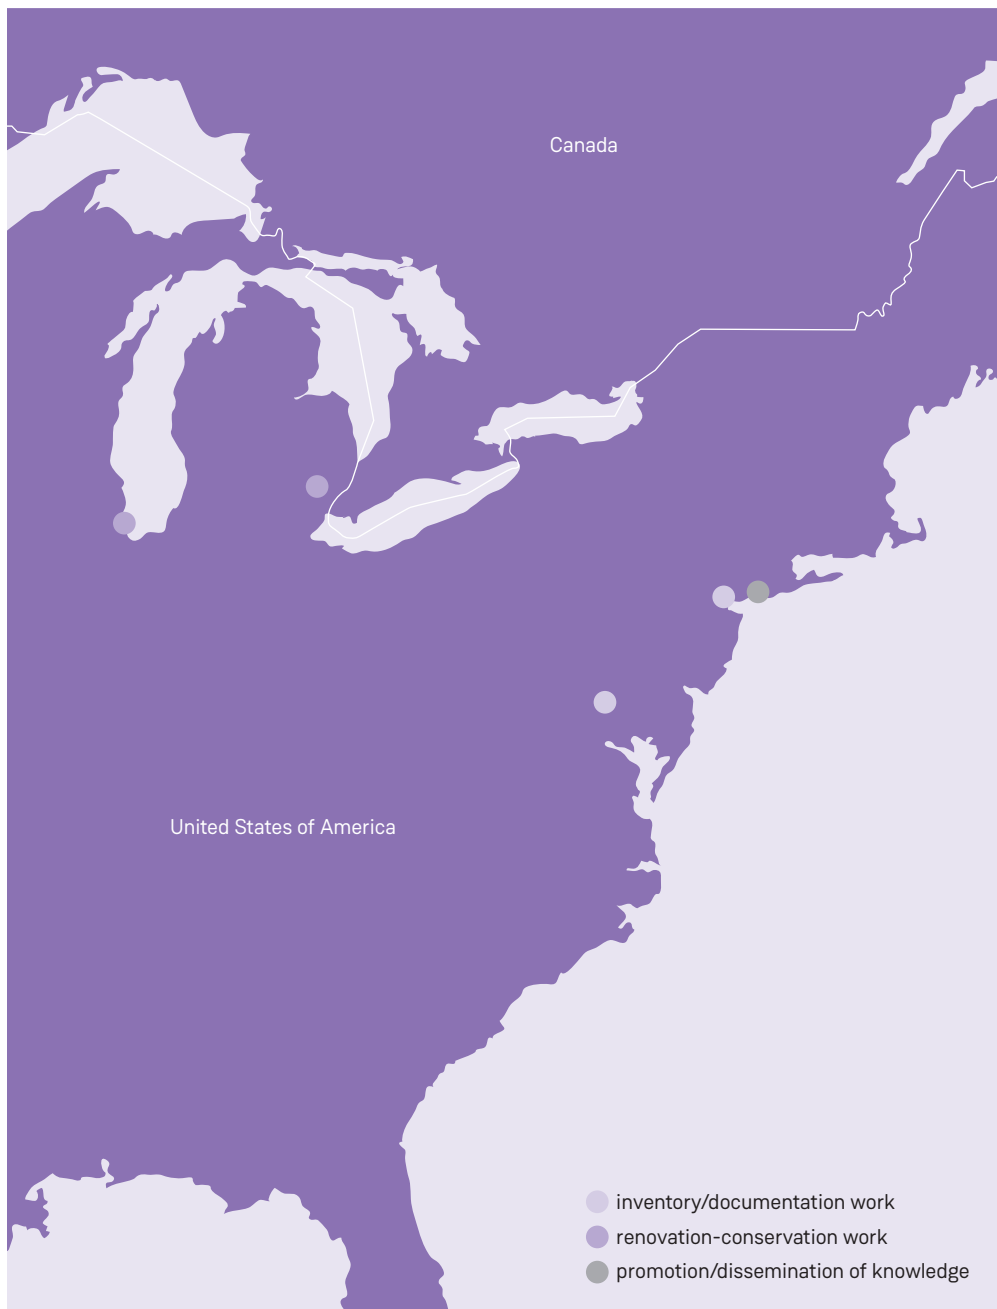 Canada
United States of America
inventory/documentation work
renovation-conservation work
promotion/dissemination of knowledge